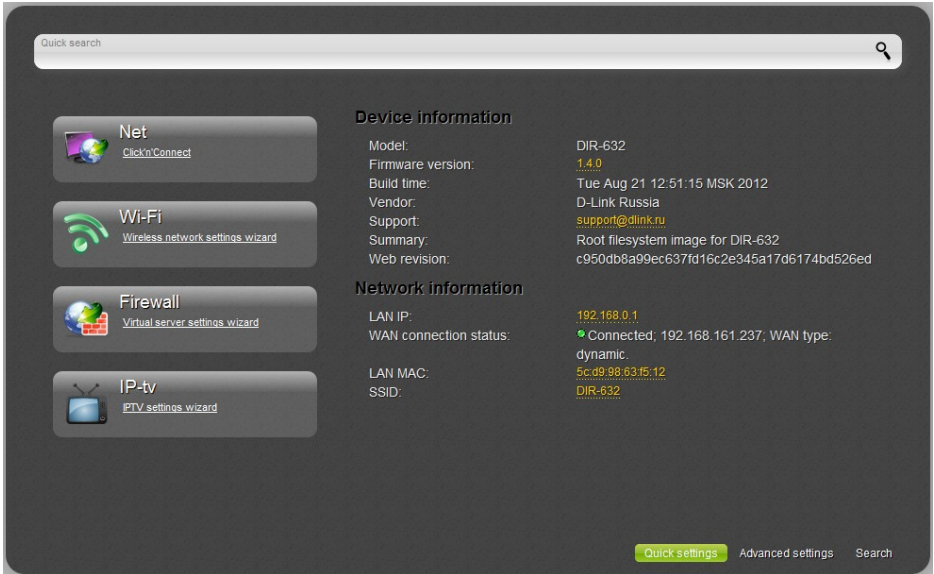 Quick search
Net
Click'n'Connect
Wi-Fi
Wireless network settings wizard
Firewall
Virtual server settings wizard
IP-tv
IPTV settings wizard
Device information
Model: DIR-632
Firmware version: 1.4.0
Build time: Tue Aug 21 12:51:15 MSK 2012
Vendor: D-Link Russia
Support: support@dlink.ru
Summary: Root filesystem image for DIR-632
Web revision: c950db8a99ec637fd16c2e345a17d6174bd526ed
Network information
LAN IP: 192.168.0.1
WAN connection status: Connected; 192.168.161.237; WAN type:
dynamic.
LAN MAC: 5c:d9:98:63:f5:12
SSID: DIR-632
Quick settings Advanced settings Search